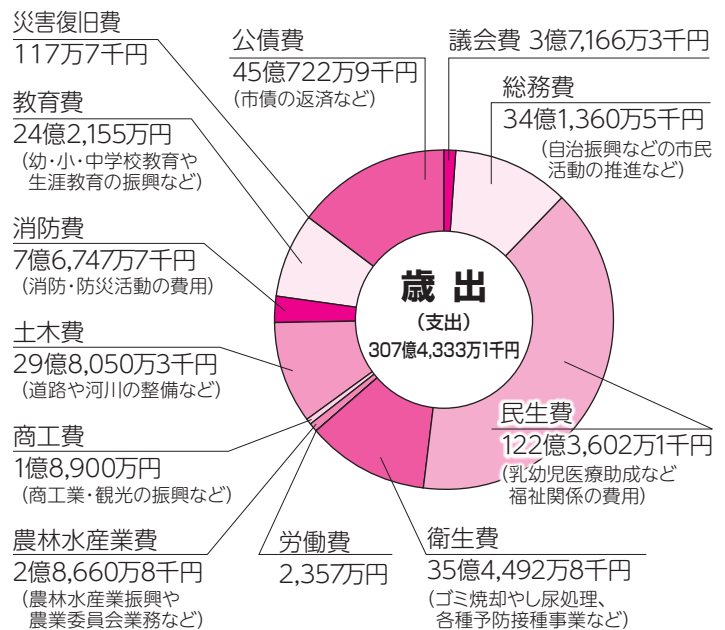 災害復旧費
117万7千円
公債費
45億722万9千円
(市債の返済など)
議会費 3億7,166万3千円
総務費
34億1,360万5千円
(自治振興などの市民
活動の推進など)
教育費
24億2,155万円
(幼・小・中学校教育や
生涯教育の振興など)
消防費
7億6,747万7千円
(消防・防災活動の費用)
歳出
(支出)
307億4,333万1千円
土木費
29億8,050万3千円
(道路や河川の整備など)
民生費
122億3,602万1千円
(乳幼児医療助成など
福祉関係の費用)
商工費
1億8,900万円
(商工業・観光の振興など)
農林水産業費
2億8,660万8千円
(農林水産業振興や
農業委員会業務など)
労働費
2,357万円
衛生費
35億4,492万8千円
(ゴミ焼却やし尿処理、
各種予防接種事業など)